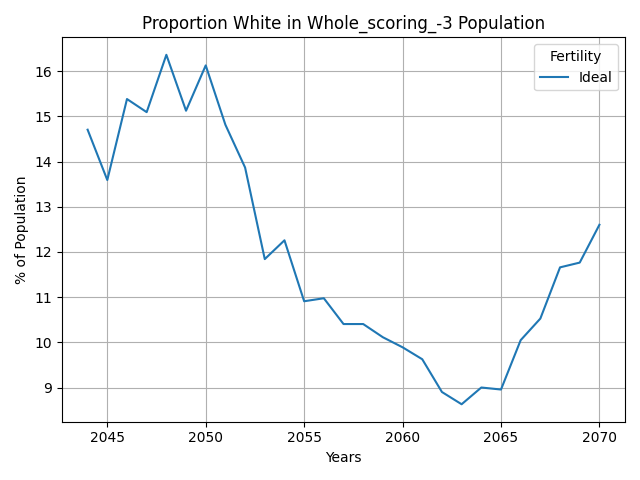 Proportion White in Whole_scoring_-3 Population
Fertility
Ideal
% of Population
16
15
14
13
12
11
10
9
2045 2050 2055 2060 2065 2070
Years